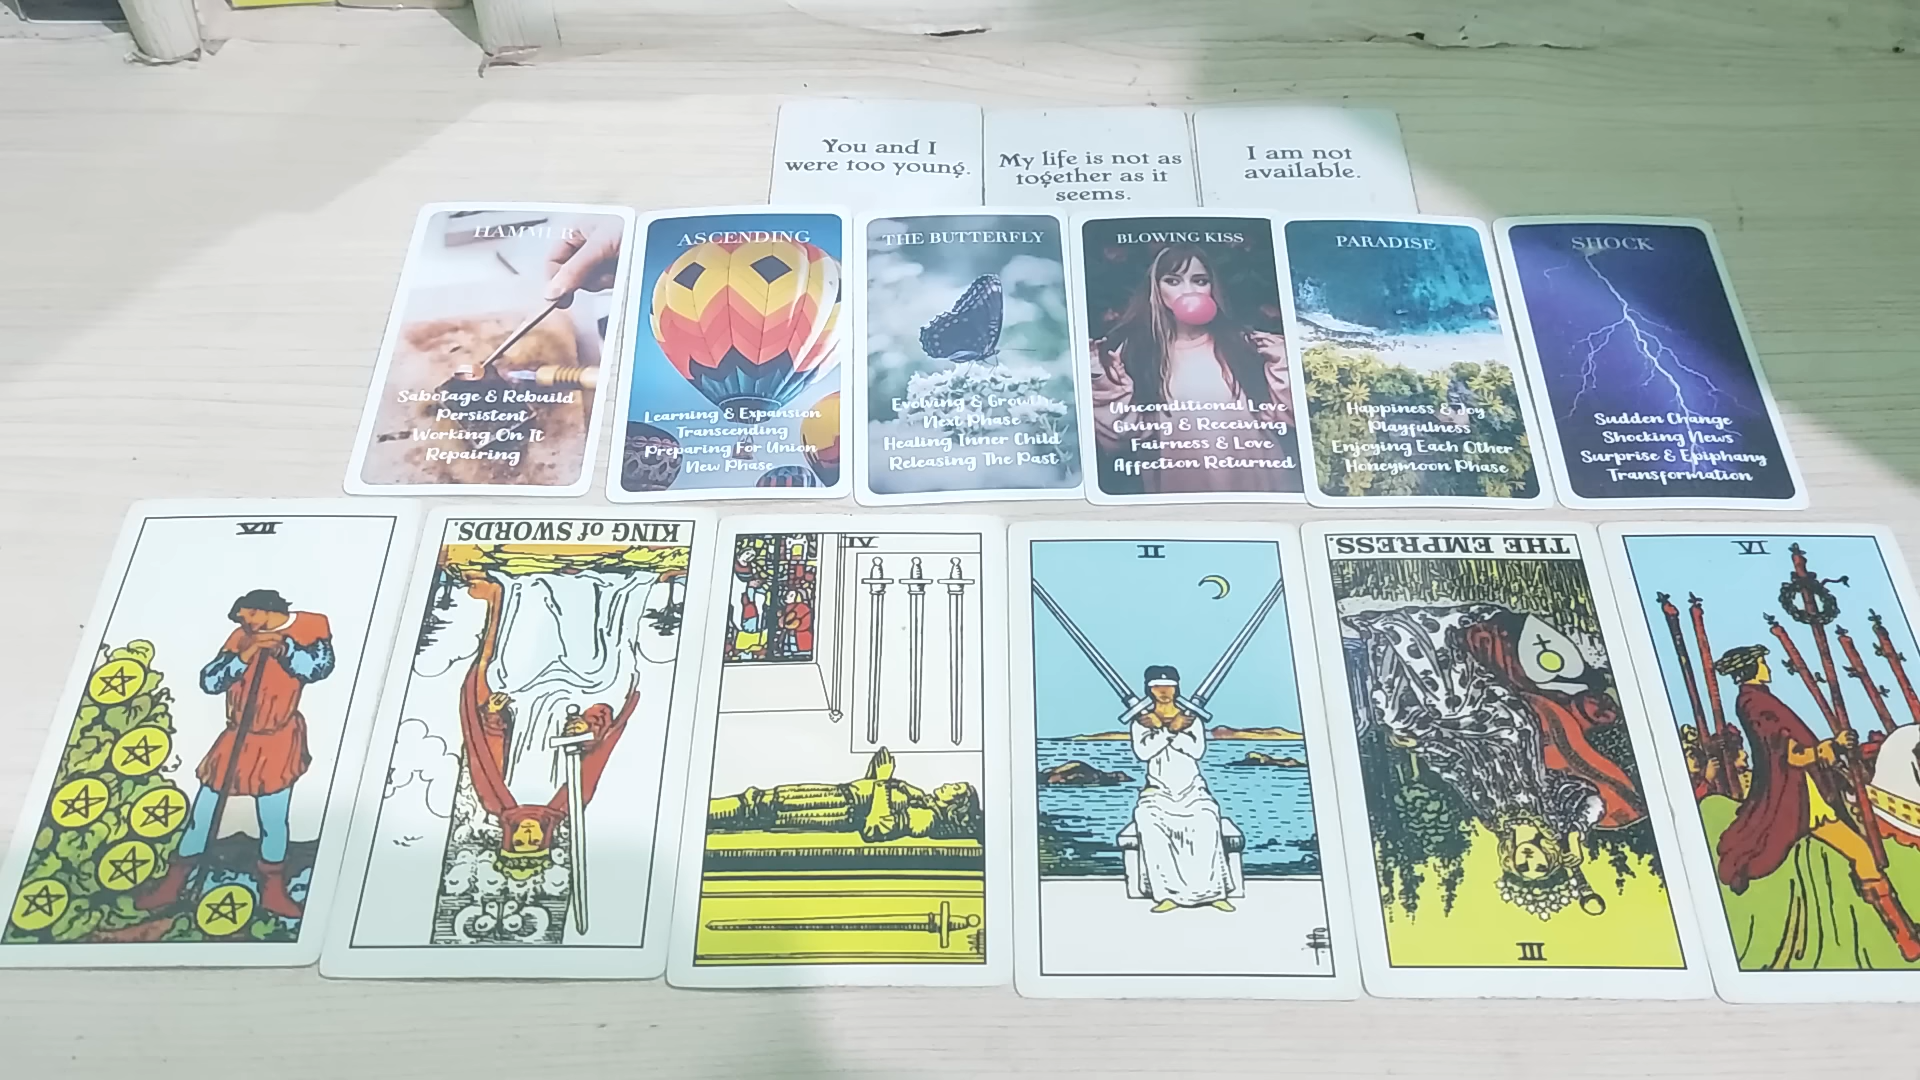 You and I
were too young.
My life is not as
together as it
seems.
I am not
available.
HAMMER
Sabotage & Rebuild
Persistent
Working On It
Repairing
ASCENDING
Learning & Expansion
Transcending
Preparing For Union
New Phase
THE BUTTERFLY
Evolving & Growth
Next Phase
Healing Inner Child
Releasing The Past
BLOWING KISS
Unconditional Love
Giving & Receiving
Fairness & Love
Affection Returned
PARADISE
Happiness & Joy
Playfulness
Enjoying Each Other
Honeymoon Phase
SHOCK
Sudden Change
Shocking News
Surprise & Epiphany
Transformation
VII
KING of SWORDS.
IV
II
THE EMPRESS.
III
VI